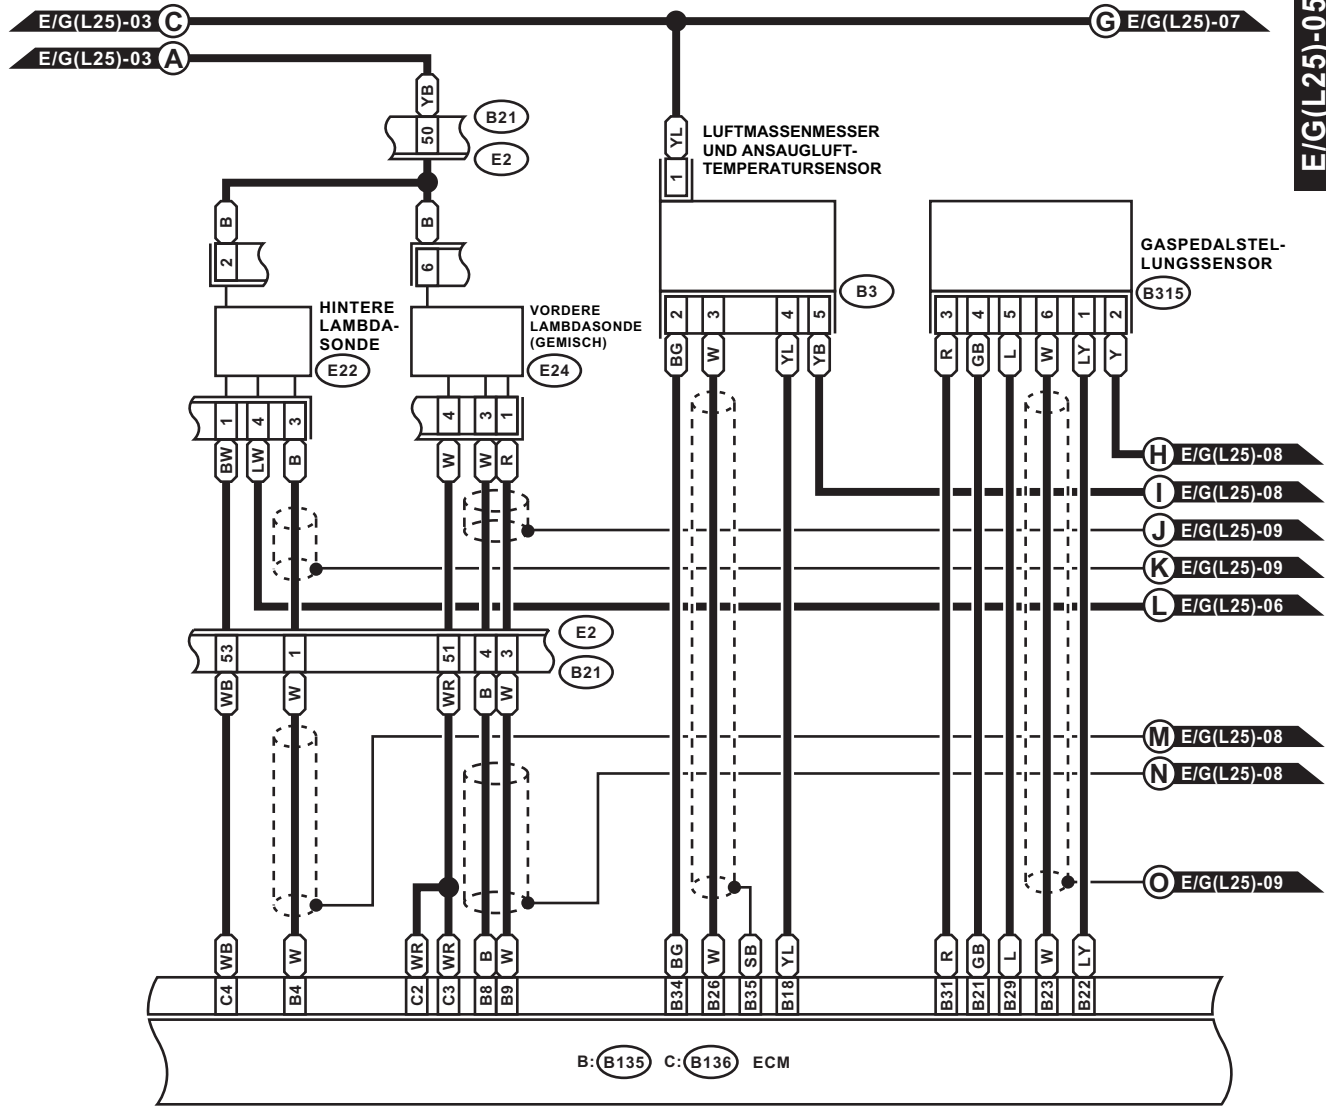 E/G(L25)-03 C
G E/G(L25)-07
E/G(L25)-05
E/G(L25)-03 A
YB
50
B21
E2
YL
1
LUFTMASSENMESSER
UND ANSAUGLUFT-
TEMPERATURSENSOR
B
B
2
6
GASPEDALSTEL-
LUNGSSENSOR
B315
B3
HINTERE
LAMBDA-
SONDE
E22
VORDERE
LAMBDASONDE
(GEMISCH)
E24
2 3 4 5
3 4 5 6 1 2
BG W YL YB
R GB L W LY Y
1 4 3
4 3 1
BW LW B
W W R
H E/G(L25)-08
I E/G(L25)-08
J E/G(L25)-09
K E/G(L25)-09
L E/G(L25)-06
E2
53 1 51 4 3
B21
WB W WR B W
M E/G(L25)-08
N E/G(L25)-08
O E/G(L25)-09
WB W WR WR B W BG W SB YL R GB L W LY
C4 B4 C2 C3 B8 B9 B34 B26 B35 B18 B31 B21 B29 B23 B22
B: B135 C: B136 ECM